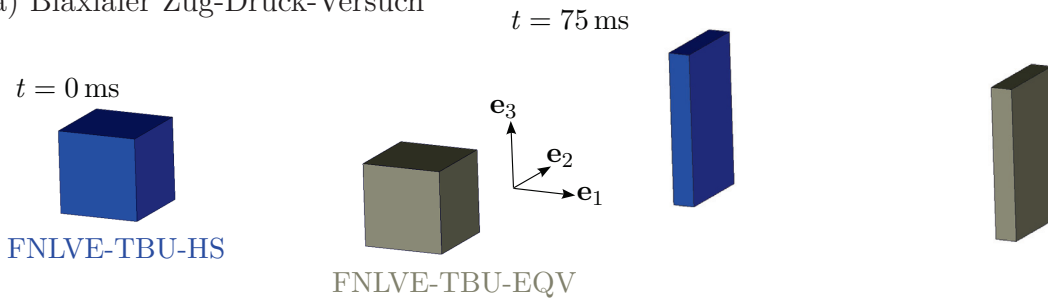 a) Biaxialer Zug-Druck-Versuch
t = 75 ms
t = 0 ms
e₃
e₂
e₁
FNLVE-TBU-HS
FNLVE-TBU-EQV